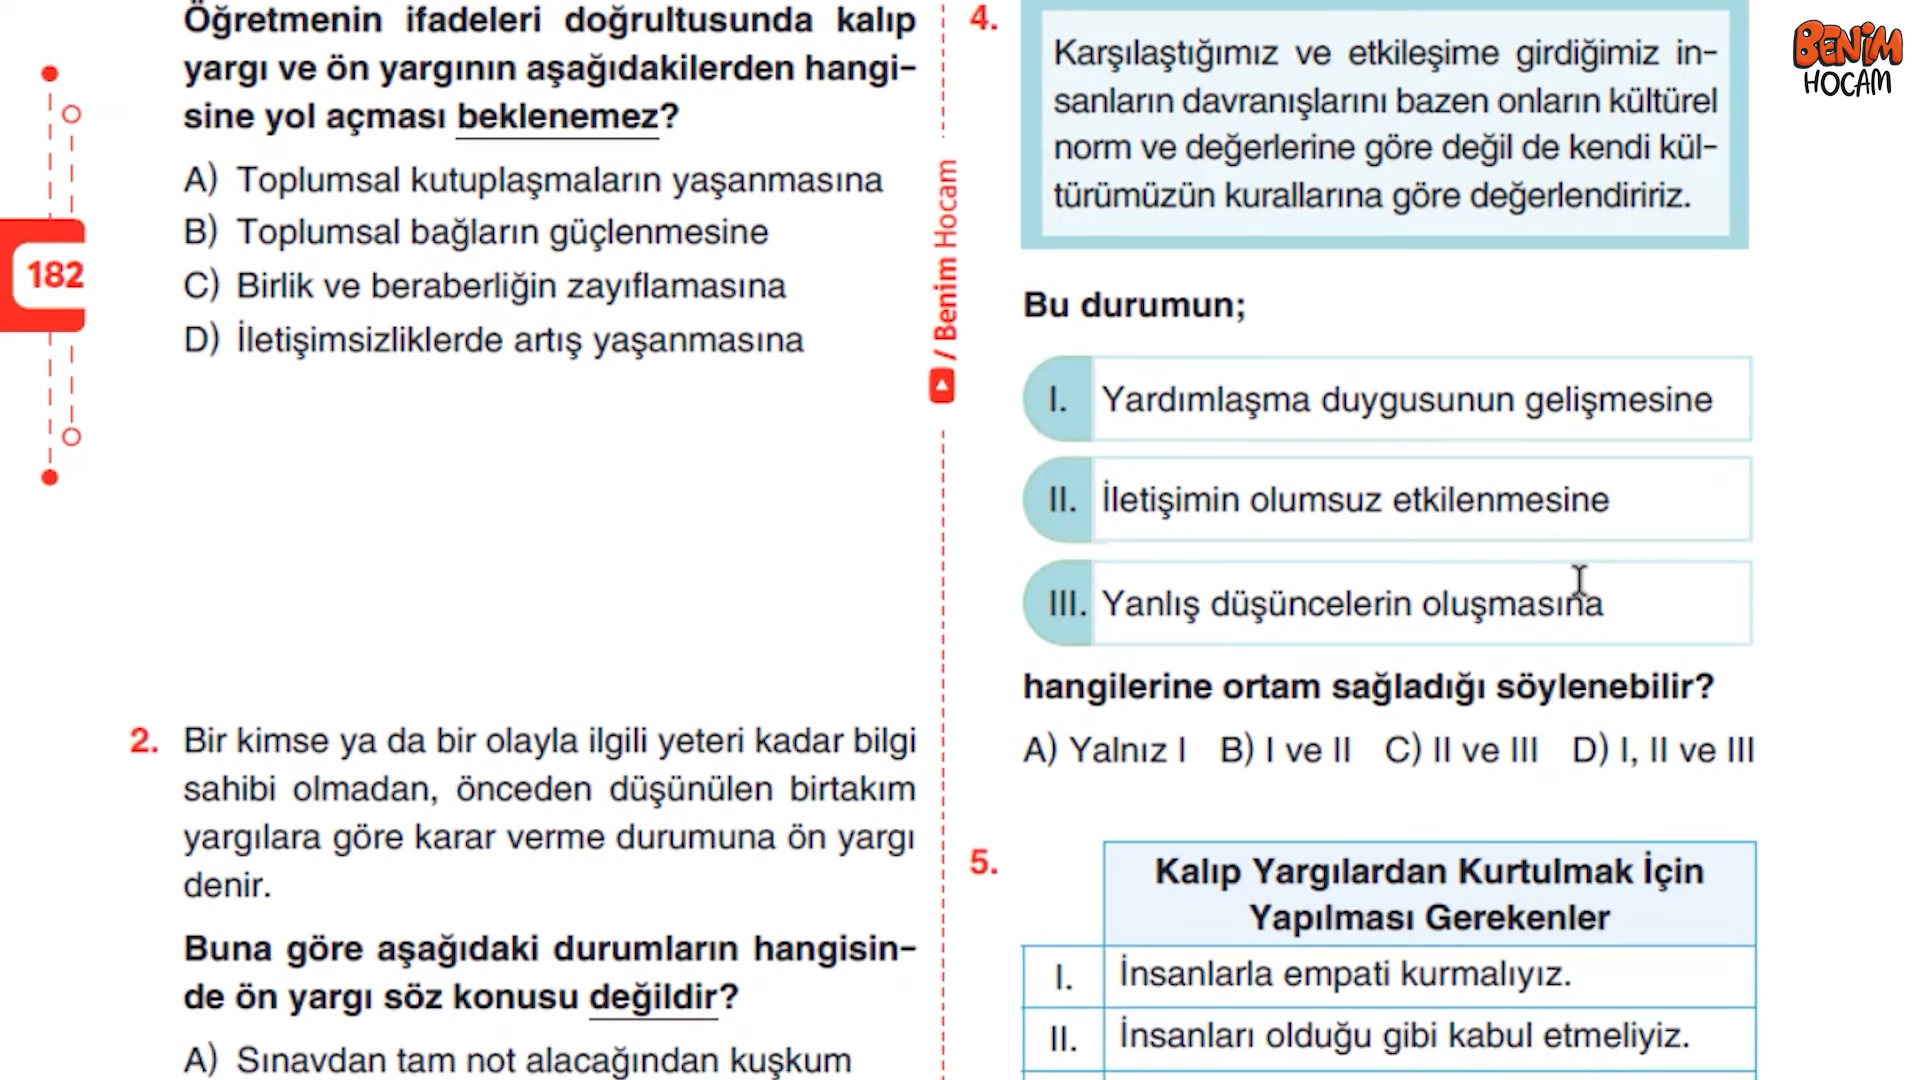 Öğretmenin ifadeleri doğrultusunda kalıp
yargı ve ön yargının aşağıdakilerden hangi-
sine yol açması beklenemez?
A) Toplumsal kutuplaşmaların yaşanmasına
B) Toplumsal bağların güçlenmesine
C) Birlik ve beraberliğin zayıflamasına
D) İletişimsizliklerde artış yaşanmasına
182
2. Bir kimse ya da bir olayla ilgili yeteri kadar bilgi
sahibi olmadan, önceden düşünülen birtakım
yargılara göre karar verme durumuna ön yargı
denir.
Buna göre aşağıdaki durumların hangisin-
de ön yargı söz konusu değildir?
A) Sınavdan tam not alacağından kuşkum
/ Benim Hocam
4.
Karşılaştığımız ve etkileşime girdiğimiz in-
sanların davranışlarını bazen onların kültürel
norm ve değerlerine göre değil de kendi kül-
türümüzün kurallarına göre değerlendiririz.
Bu durumun;
I. Yardımlaşma duygusunun gelişmesine
II. İletişimin olumsuz etkilenmesine
III. Yanlış düşüncelerin oluşmasına
hangilerine ortam sağladığı söylenebilir?
A) Yalnız I B) I ve II C) II ve III D) I, II ve III
5.
Kalıp Yargılardan Kurtulmak İçin
Yapılması Gerekenler
I. İnsanlarla empati kurmalıyız.
II. İnsanları olduğu gibi kabul etmeliyiz.
BENiM
HOCAM